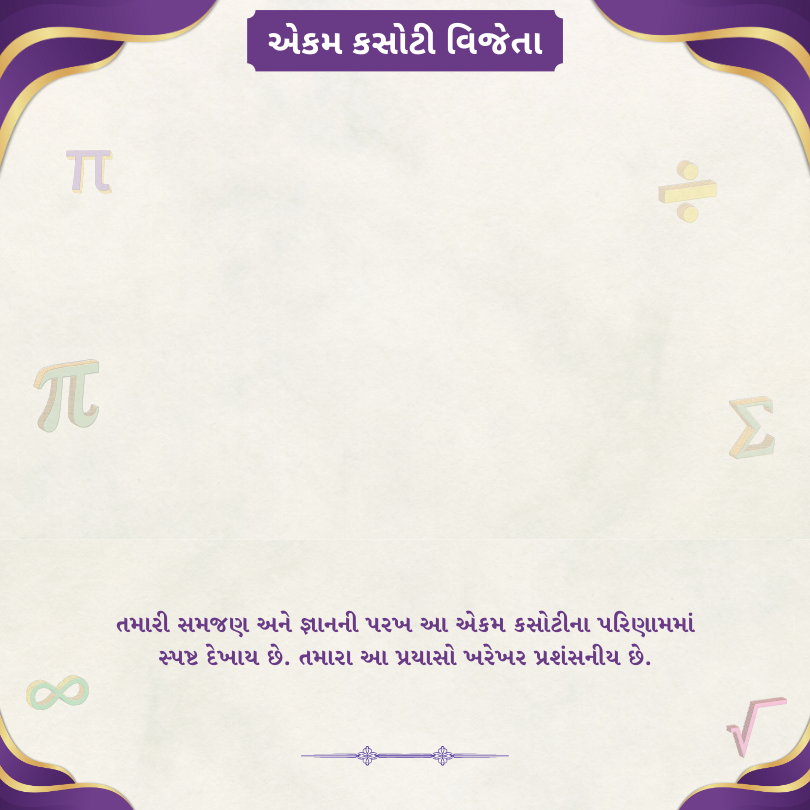 એકમ કસોટી વિજેતા
π
÷
π
Σ
તમારી સમજણ અને જ્ઞાનની પરખ આ એકમ કસોટીના પરિણામમાં
સ્પષ્ટ દેખાય છે. તમારા આ પ્રયાસો ખરેખર પ્રશંસનીય છે.
∞
√